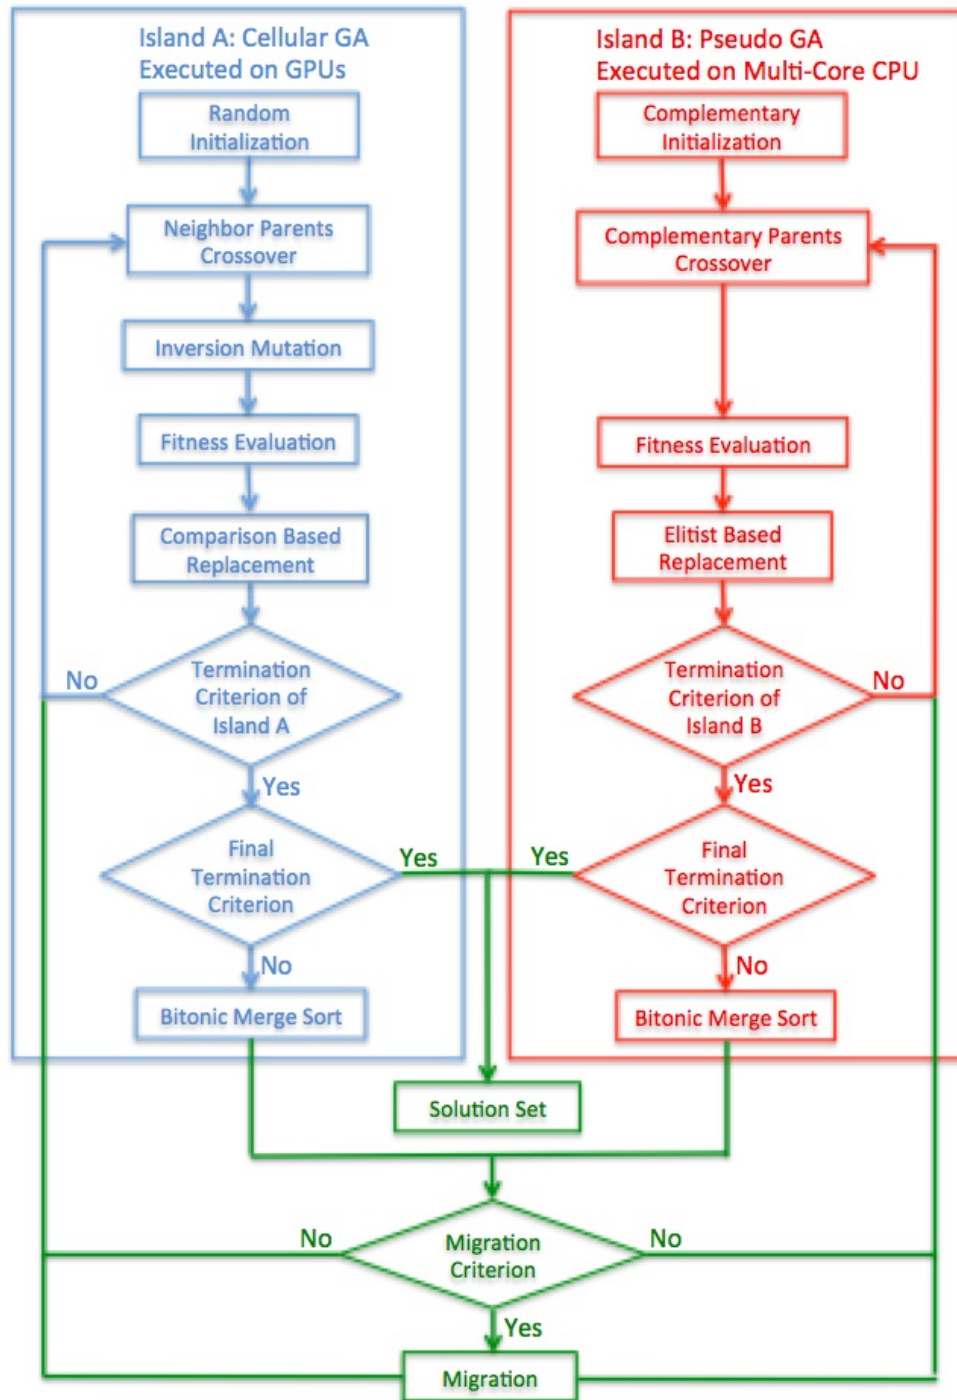 Island A: Cellular GA
Executed on GPUs
Random
Initialization
Neighbor Parents
Crossover
Inversion Mutation
Fitness Evaluation
Comparison Based
Replacement
No
Termination
Criterion of
Island A
Yes
Final
Termination
Criterion
Yes
No
Bitonic Merge Sort
Island B: Pseudo GA
Executed on Multi-Core CPU
Complementary
Initialization
Complementary Parents
Crossover
Fitness Evaluation
Elitist Based
Replacement
Termination
Criterion of
Island B
No
Yes
Yes
Final
Termination
Criterion
No
Bitonic Merge Sort
Solution Set
No
Migration
Criterion
No
Yes
Migration